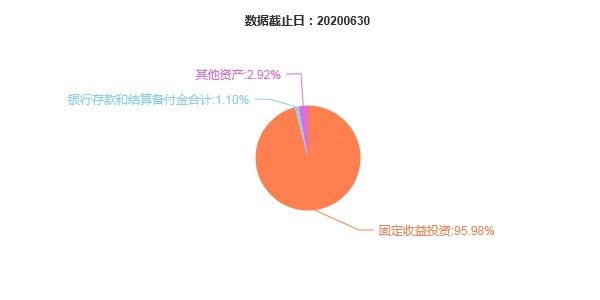 数据截止日：20200630
其他资产:2.92%
银行存款和结算备付金合计:1.10%
固定收益投资:95.98%